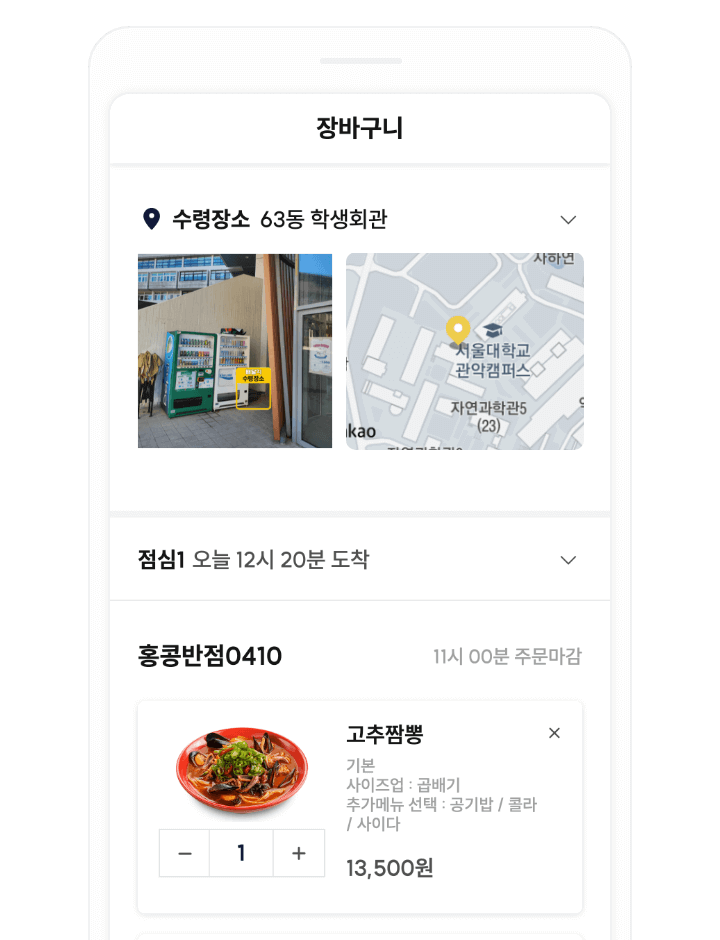 장바구니
수령장소 63동 학생회관
수령장소
자하연
서울대학교
관악캠퍼스
자연과학관5
(23)
kao
점심1 오늘 12시 20분 도착
홍콩반점0410
11시 00분 주문마감
고추짬뽕
기본
사이즈업 : 곱배기
추가메뉴 선택 : 공기밥 / 콜라
/ 사이다
1
13,500원